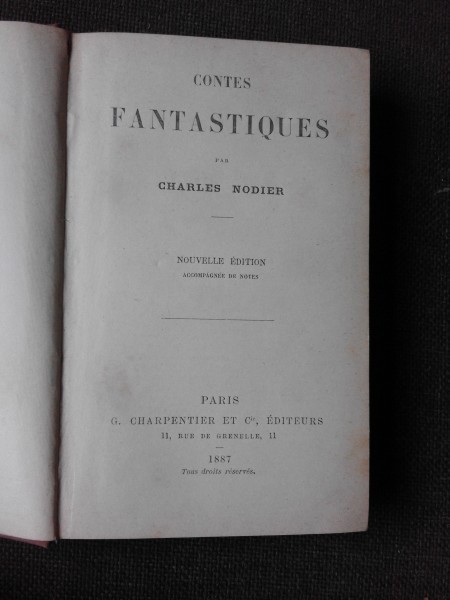 CONTES
FANTASTIQUES
PAR
CHARLES NODIER
NOUVELLE ÉDITION
ACCOMPAGNÉE DE NOTES
PARIS
G. CHARPENTIER ET Cie, ÉDITEURS
11, RUE DE GRENELLE, 11
1887
Tous droits réservés.